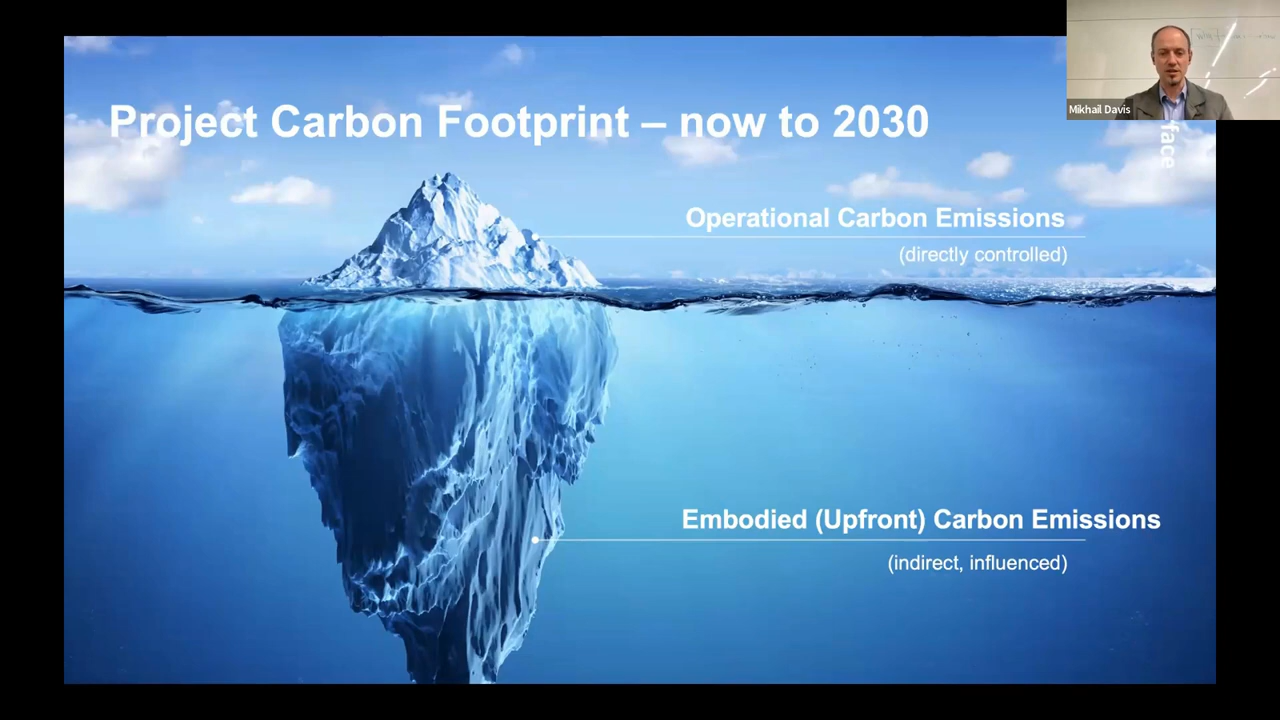 Project Carbon Footprint – now to 2030
Mikhail Davis
face
Operational Carbon Emissions
(directly controlled)
Embodied (Upfront) Carbon Emissions
(indirect, influenced)